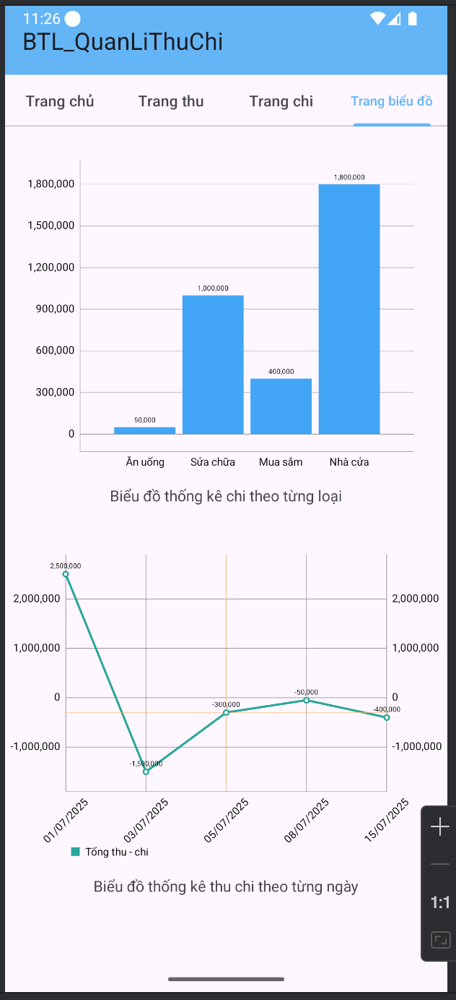 11:26
BTL_QuanLiThuChi
Trang chủ Trang thu Trang chi Trang biểu đồ
1,800,000
1,800,000
1,500,000
1,200,000
1,000,000
900,000
600,000
400,000
300,000
50,000
0
Ăn uống Sửa chữa Mua sắm Nhà cửa
Biểu đồ thống kê chi theo từng loại
2,500,000
2,000,000 2,000,000
1,000,000 1,000,000
0 -50,000 0
-300,000 -400,000
-1,000,000 -1,000,000
-1,500,000
01/07/2025 03/07/2025 05/07/2025 08/07/2025 15/07/2025
Tổng thu - chi
Biểu đồ thống kê thu chi theo từng ngày
1:1